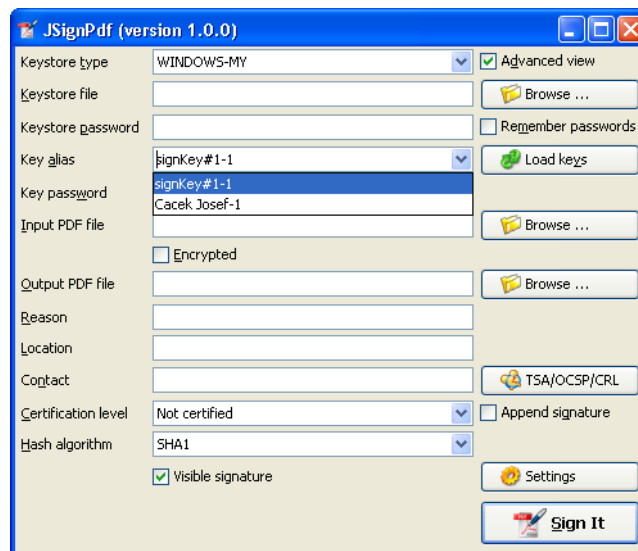 JSignPdf (version 1.0.0)
Keystore type WINDOWS-MY Advanced view
Keystore file Browse ...
Keystore password Remember passwords
Key alias signKey#1-1 Load keys
signKey#1-1
Key password
Cacek Josef-1
Input PDF file Browse ...
Encrypted
Output PDF file Browse ...
Reason
Location
Contact TSA/OCSP/CRL
Certification level Not certified Append signature
Hash algorithm SHA1
Visible signature Settings
Sign It